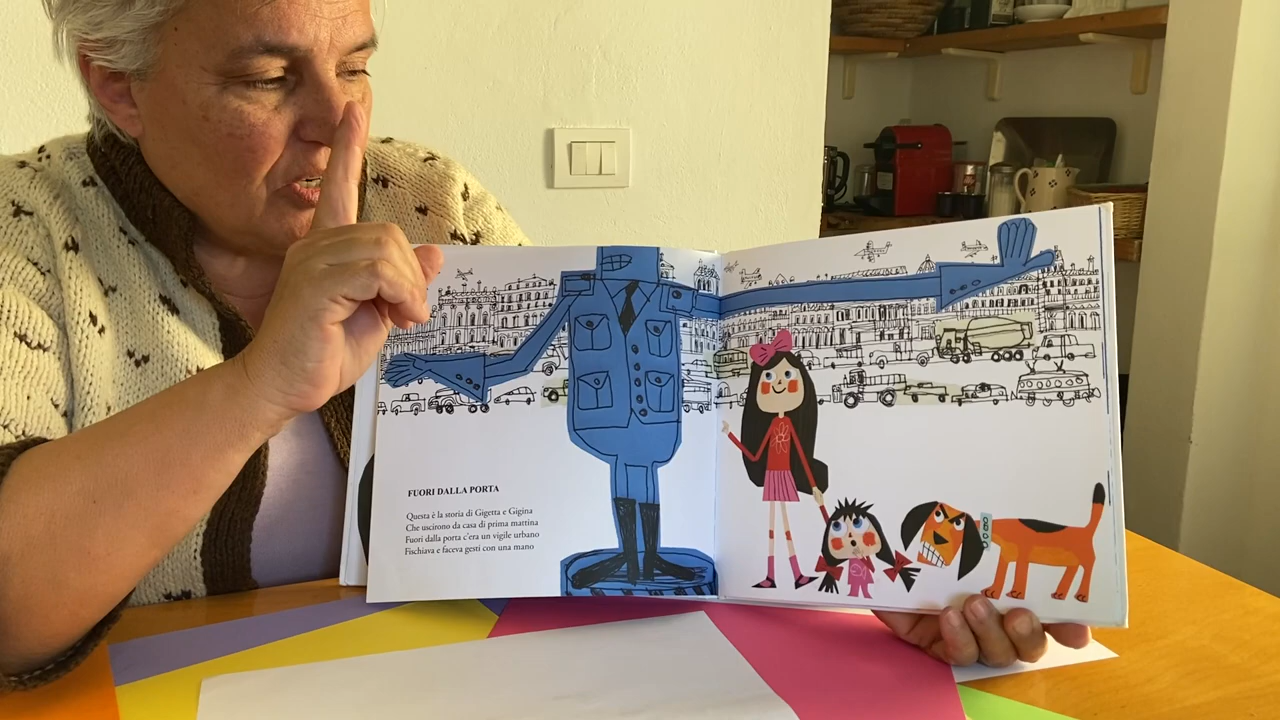 FUORI DALLA PORTA
Questa è la storia di Gigetta e Gigina
Che uscirono da casa di prima mattina
Fuori dalla porta c'era un vigile urbano
Fischiava e faceva gesti con una mano